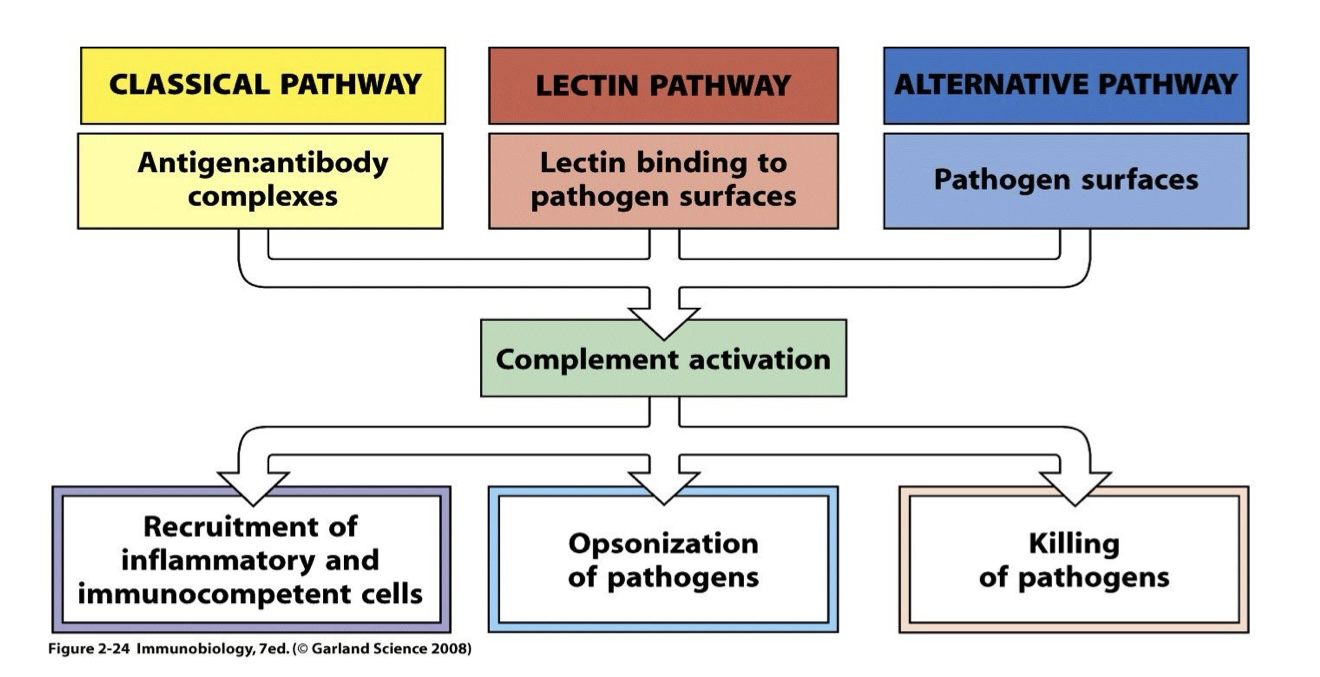 CLASSICAL PATHWAY
LECTIN PATHWAY
ALTERNATIVE PATHWAY
Antigen:antibody
complexes
Lectin binding to
pathogen surfaces
Pathogen surfaces
Complement activation
Recruitment of
inflammatory and
immunocompetent cells
Opsonization
of pathogens
Killing
of pathogens
Figure 2-24 Immunobiology, 7ed. (© Garland Science 2008)